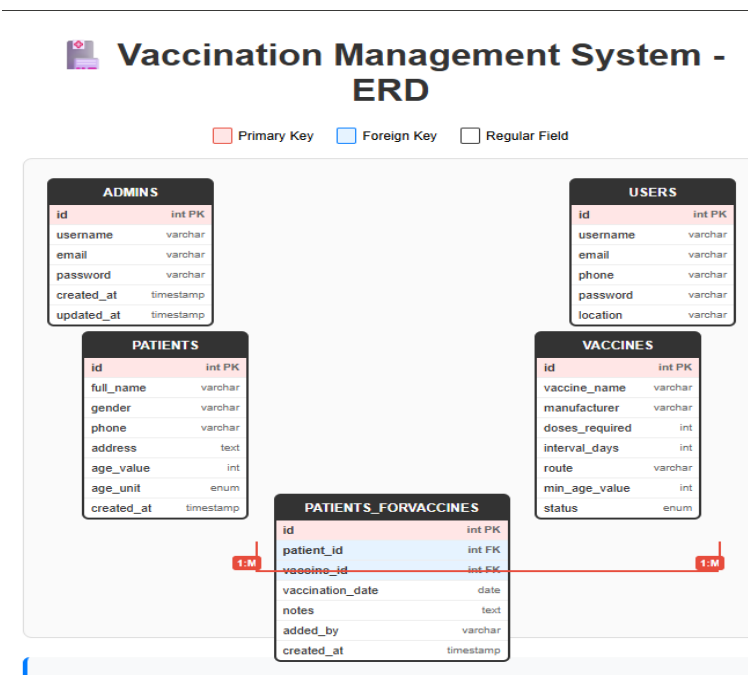 Vaccination Management System -
ERD
Primary Key Foreign Key Regular Field
ADMINS
id int PK
username varchar
email varchar
password varchar
created_at timestamp
updated_at timestamp
USERS
id int PK
username varchar
email varchar
phone varchar
password varchar
location varchar
PATIENTS
id int PK
full_name varchar
gender varchar
phone varchar
address text
age_value int
age_unit enum
created_at timestamp
VACCINES
id int PK
vaccine_name varchar
manufacturer varchar
doses_required int
interval_days int
route varchar
min_age_value int
status enum
PATIENTS_FORVACCINES
id int PK
patient_id int FK
vaccine_id int FK
vaccination_date date
notes text
added_by varchar
created_at timestamp
1:M
1:M